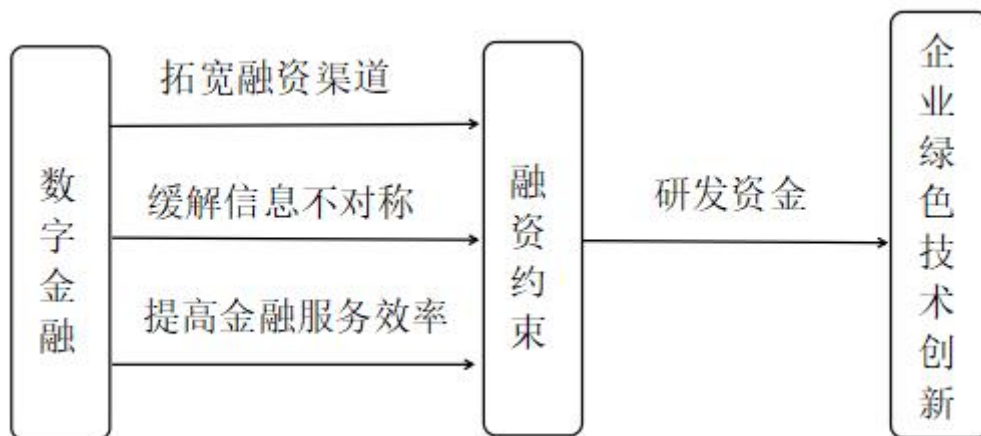 数字金融
拓宽融资渠道
缓解信息不对称
提高金融服务效率
融资约束
研发资金
企业绿色技术创新